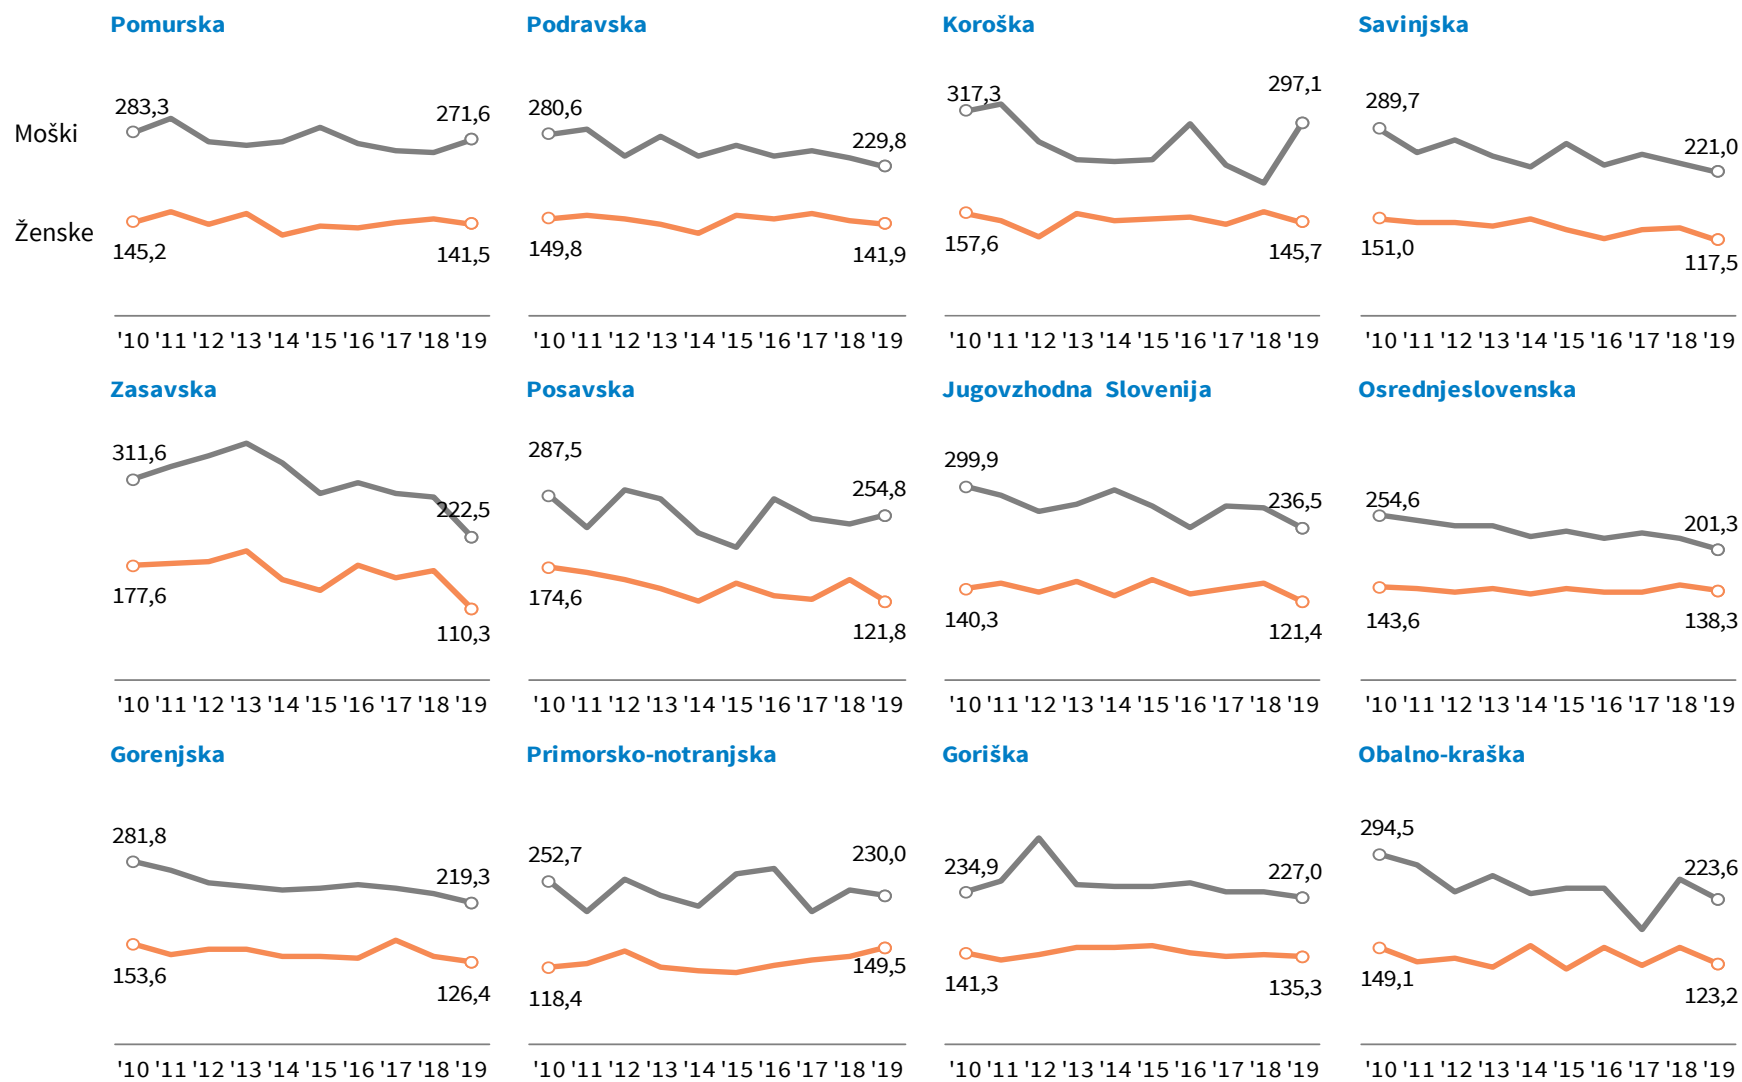 Pomurska
Podravska
Koroška
Savinjska
Moški
Ženske
283,3
271,6
145,2
141,5
280,6
229,8
149,8
141,9
317,3
297,1
157,6
145,7
289,7
221,0
151,0
117,5
'10 '11 '12 '13 '14 '15 '16 '17 '18 '19
'10 '11 '12 '13 '14 '15 '16 '17 '18 '19
'10 '11 '12 '13 '14 '15 '16 '17 '18 '19
'10 '11 '12 '13 '14 '15 '16 '17 '18 '19
Zasavska
Posavska
Jugovzhodna Slovenija
Osrednjeslovenska
311,6
222,5
177,6
110,3
287,5
254,8
174,6
121,8
299,9
236,5
140,3
121,4
254,6
201,3
143,6
138,3
'10 '11 '12 '13 '14 '15 '16 '17 '18 '19
'10 '11 '12 '13 '14 '15 '16 '17 '18 '19
'10 '11 '12 '13 '14 '15 '16 '17 '18 '19
'10 '11 '12 '13 '14 '15 '16 '17 '18 '19
Gorenjska
Primorsko-notranjska
Goriška
Obalno-kraška
281,8
219,3
153,6
126,4
252,7
230,0
118,4
149,5
234,9
227,0
141,3
135,3
294,5
223,6
149,1
123,2
'10 '11 '12 '13 '14 '15 '16 '17 '18 '19
'10 '11 '12 '13 '14 '15 '16 '17 '18 '19
'10 '11 '12 '13 '14 '15 '16 '17 '18 '19
'10 '11 '12 '13 '14 '15 '16 '17 '18 '19